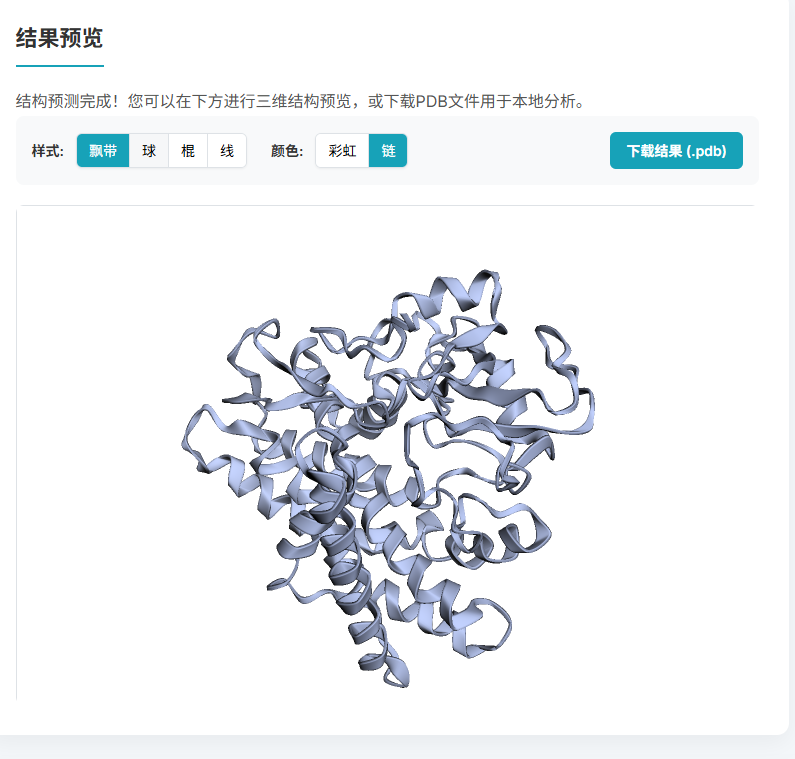 结果预览
结构预测完成！您可以在下方进行三维结构预览，或下载PDB文件用于本地分析。
样式: 飘带 球 棍 线 颜色: 彩虹 链 下载结果 (.pdb)